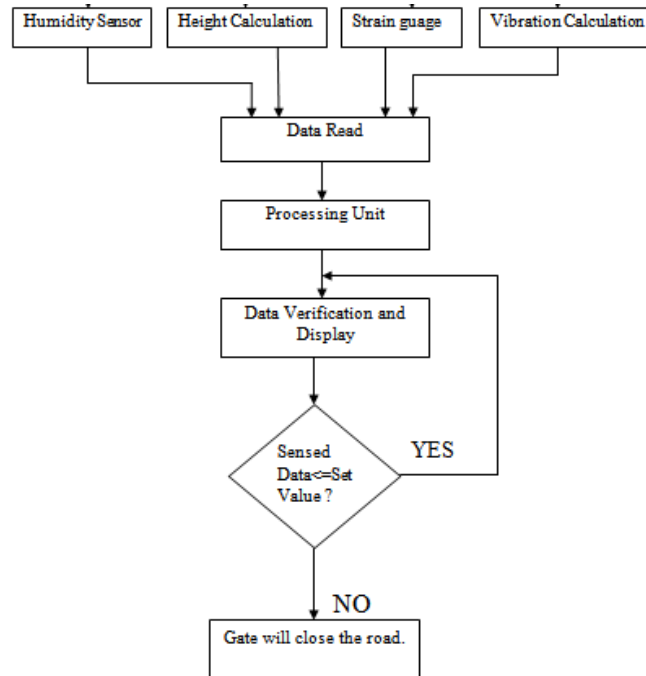 Humidity Sensor
Height Calculation
Strain guage
Vibration Calculation
Data Read
Processing Unit
Data Verification and
Display
Sensed
Data<=Set
Value ?
YES
NO
Gate will close the road.